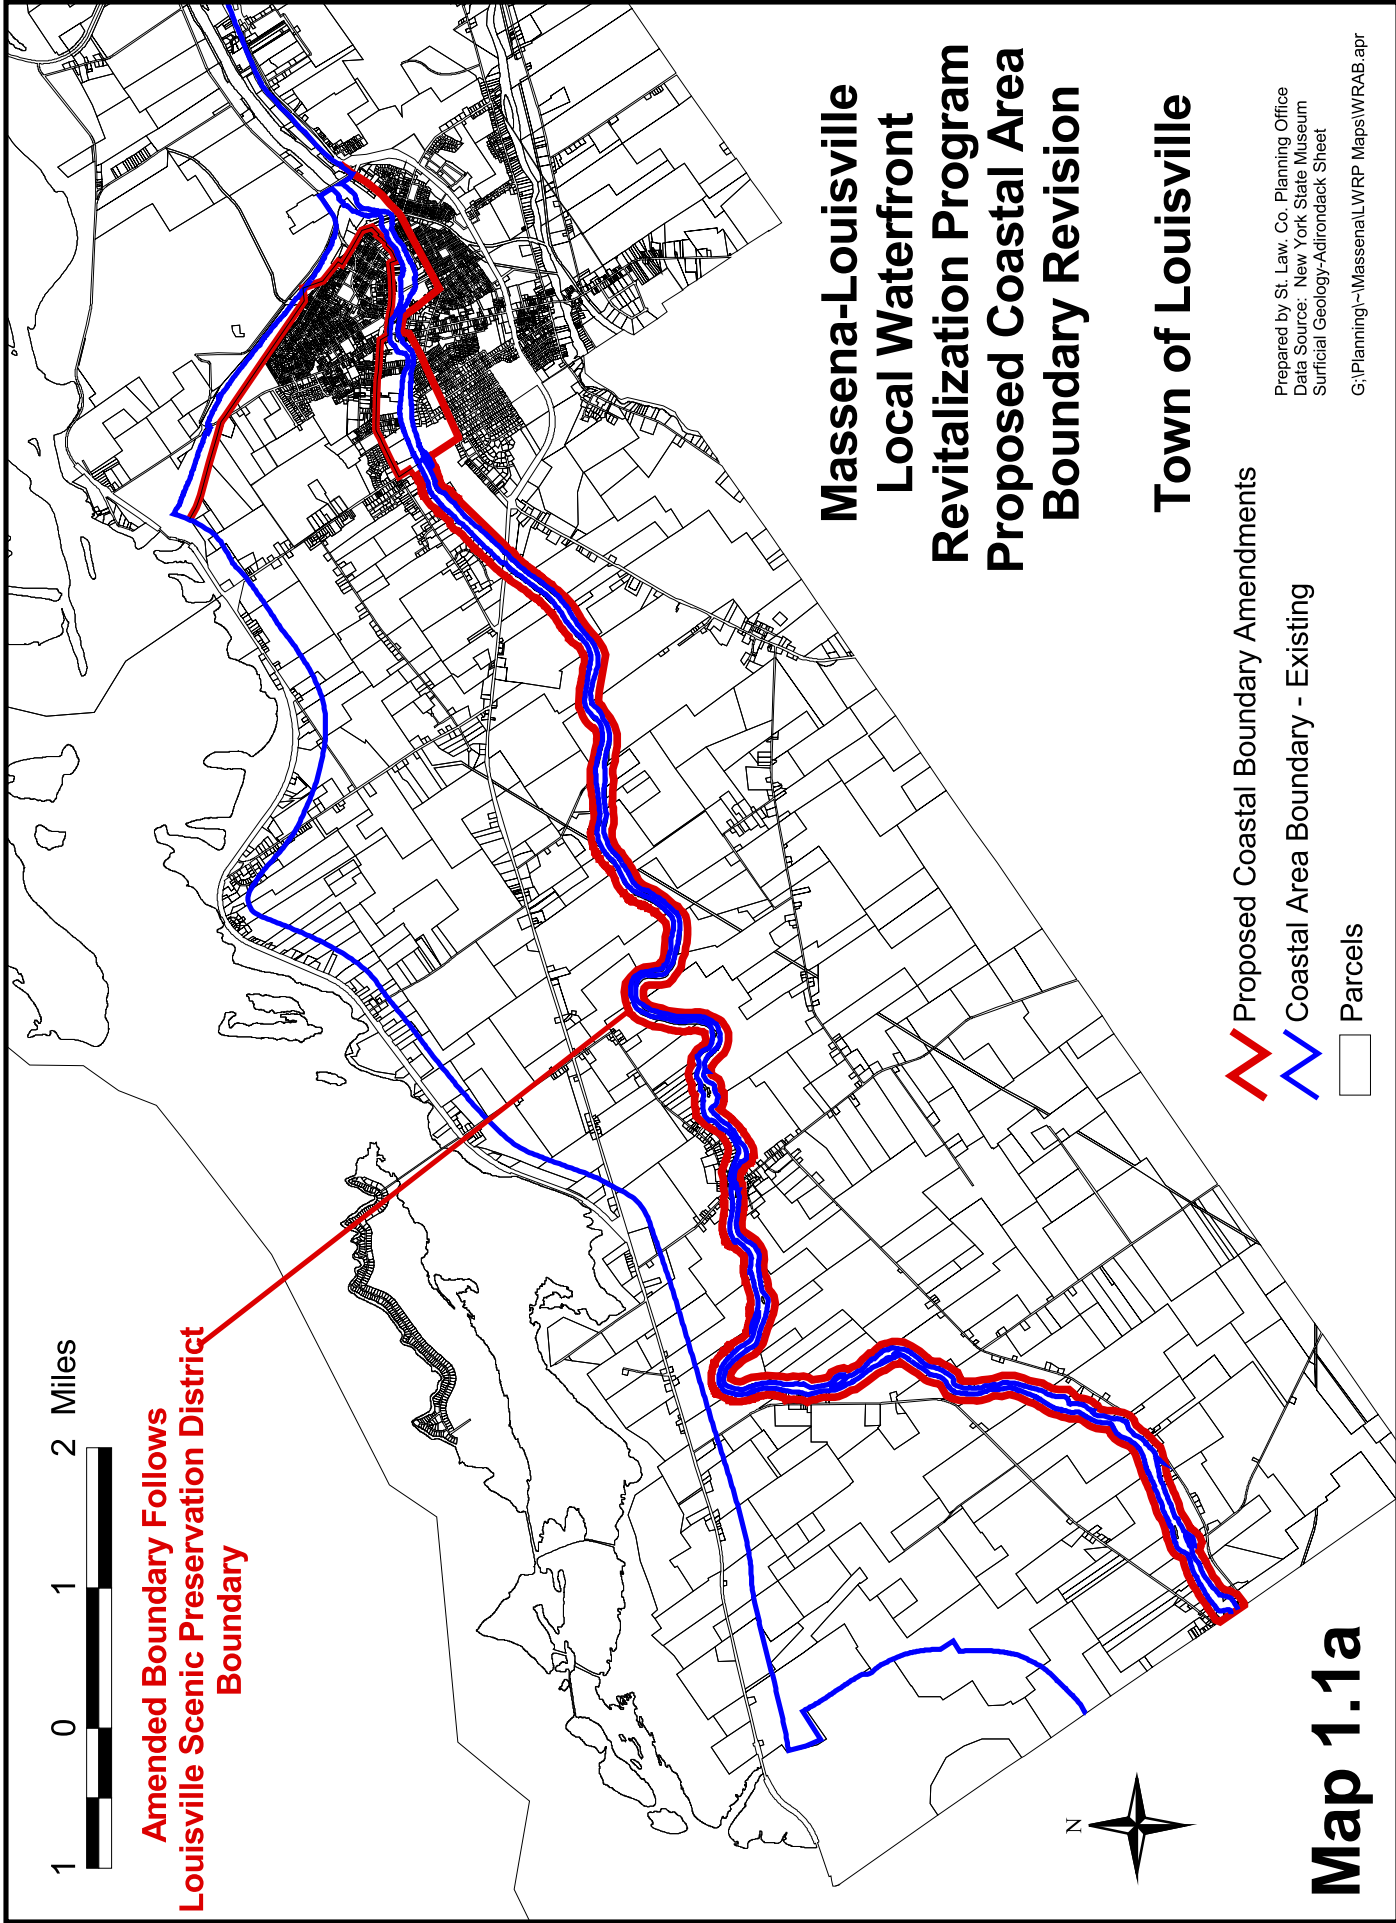 1 0 1 2 Miles
Amended Boundary Follows
Louisville Scenic Preservation District
Boundary
Massena-Louisville
Local Waterfront
Revitalization Program
Proposed Coastal Area
Boundary Revision
Town of Louisville
Prepared by St. Law. Co. Planning Office
Data Source: New York State Museum
Surficial Geology-Adirondack Sheet
G:\Planning\~\Massena\LWRP Maps\WRAB.apr
Proposed Coastal Boundary Amendments
Coastal Area Boundary - Existing
Parcels
N
Map 1.1a